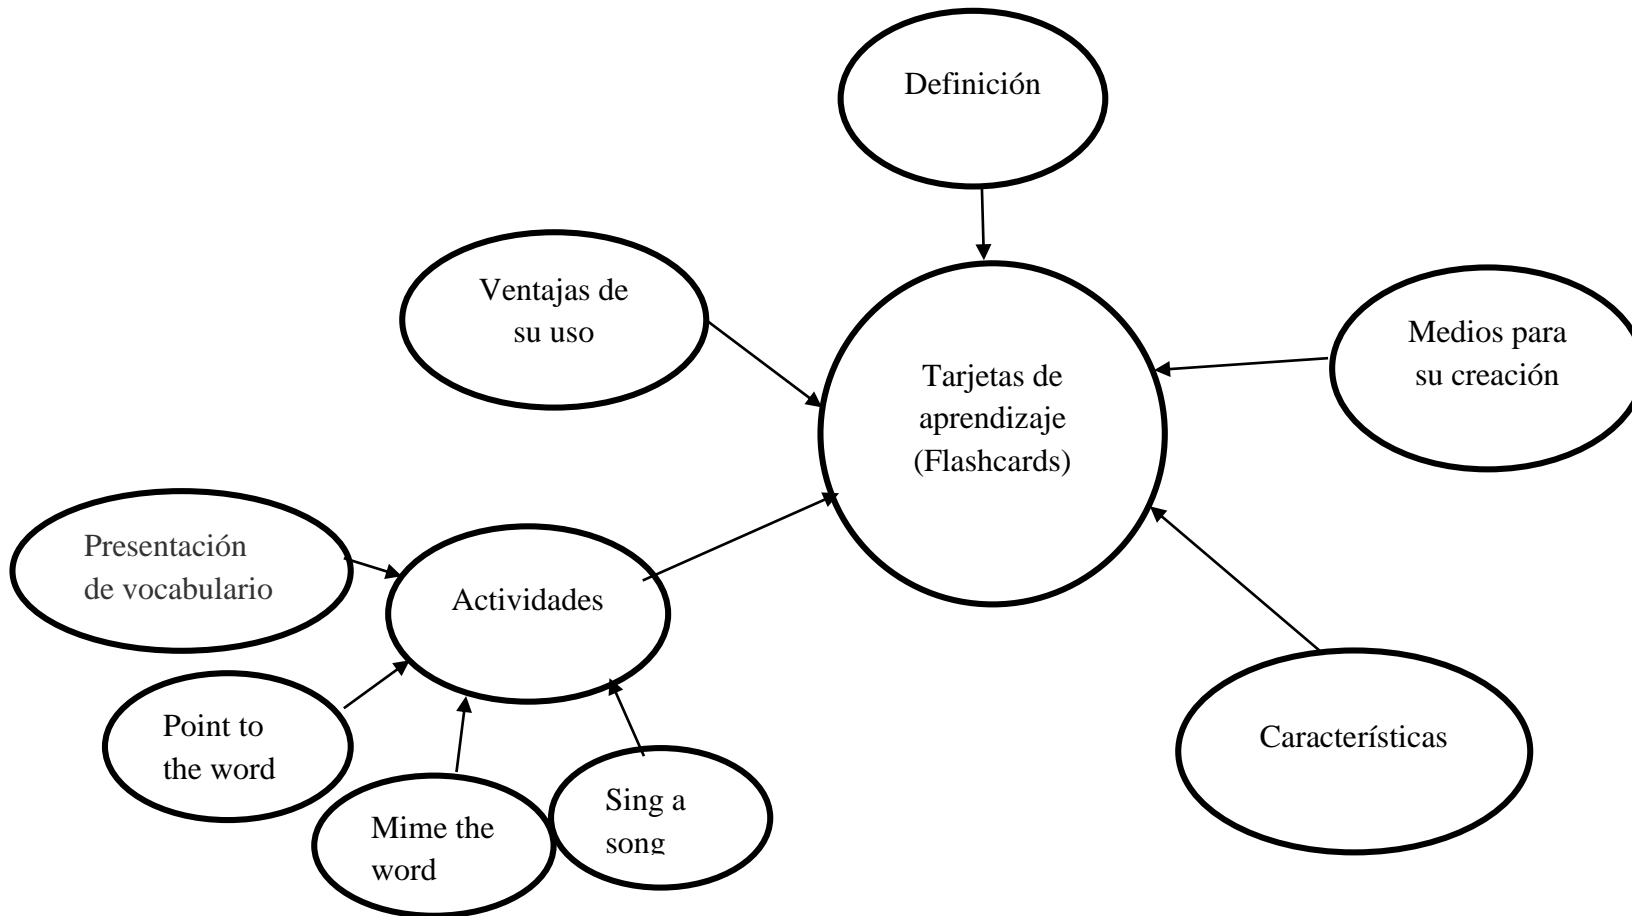 Definición
Ventajas de
su uso
Medios para
su creación
Tarjetas de
aprendizaje
(Flashcards)
Presentación
de vocabulario
Actividades
Point to
the word
Características
Sing a
song
Mime the
word